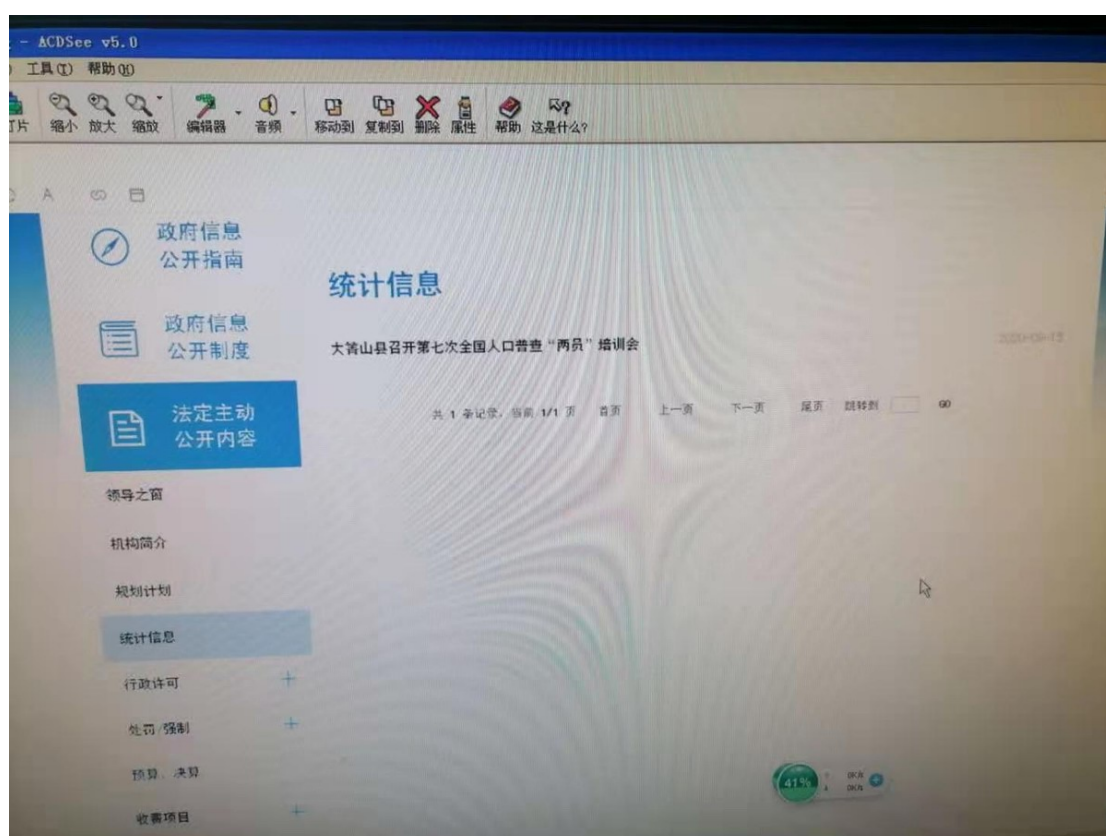 - ACDSee v5.0
工具(T) 帮助(H)
缩小 放大 缩放 编辑器 音频 移动到 复制到 删除 属性 帮助 这是什么?
政府信息
公开指南
统计信息
政府信息
公开制度
大箐山县召开第七次全国人口普查“两员”培训会
共 1 条记录，当前 1/1 页 首页 上一页 下一页 尾页 跳转到 GO
法定主动
公开内容
领导之窗
机构简介
规划计划
统计信息
行政许可 +
处罚/强制 +
预算、决算
41% 0K/s
0K/s
收费项目 +